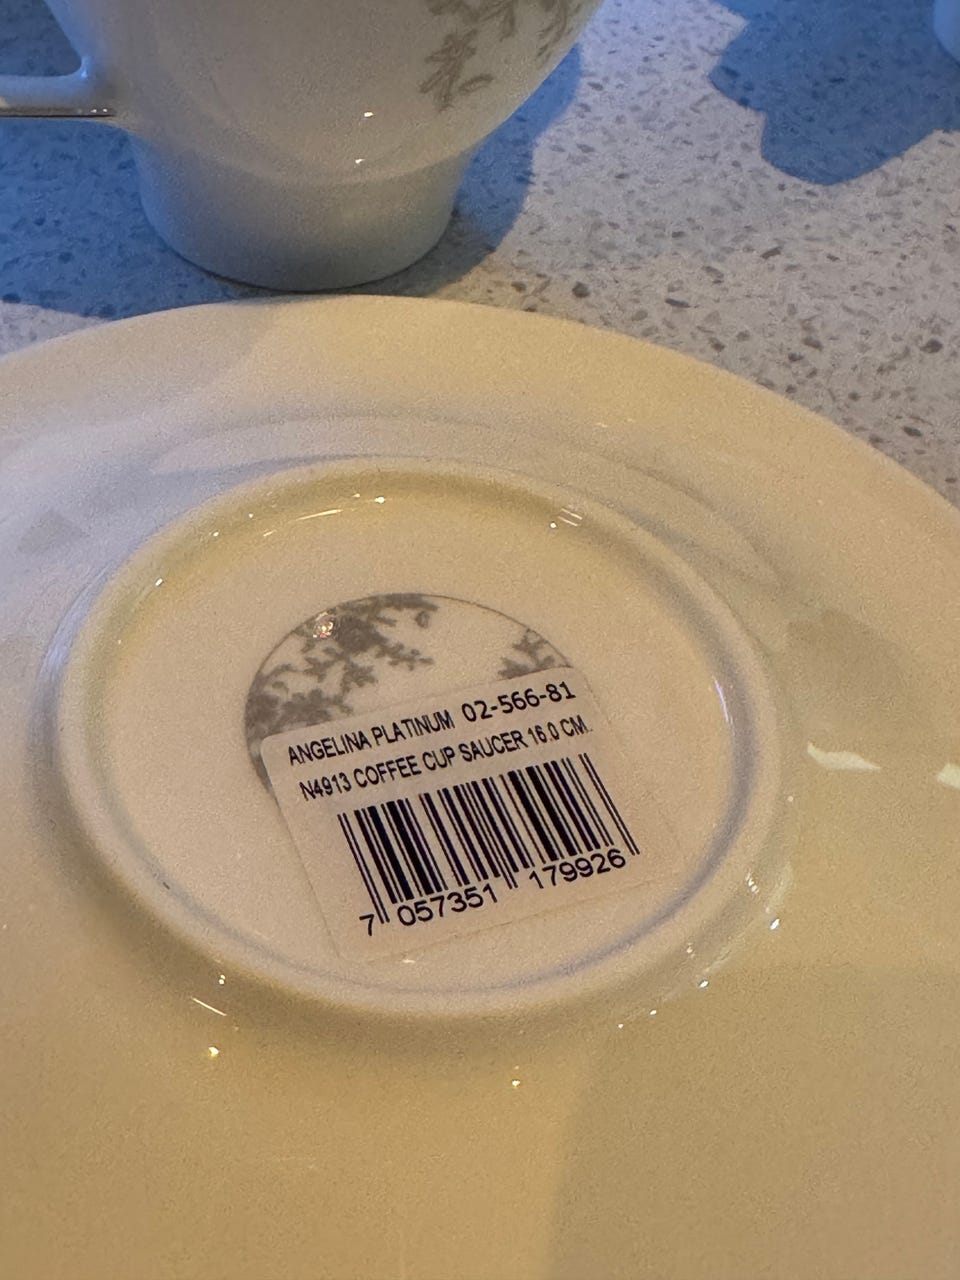 ANGELINA PLATINUM 02-566-81
N4913 COFFEE CUP SAUCER 16.0 CM.
7 057351 179926